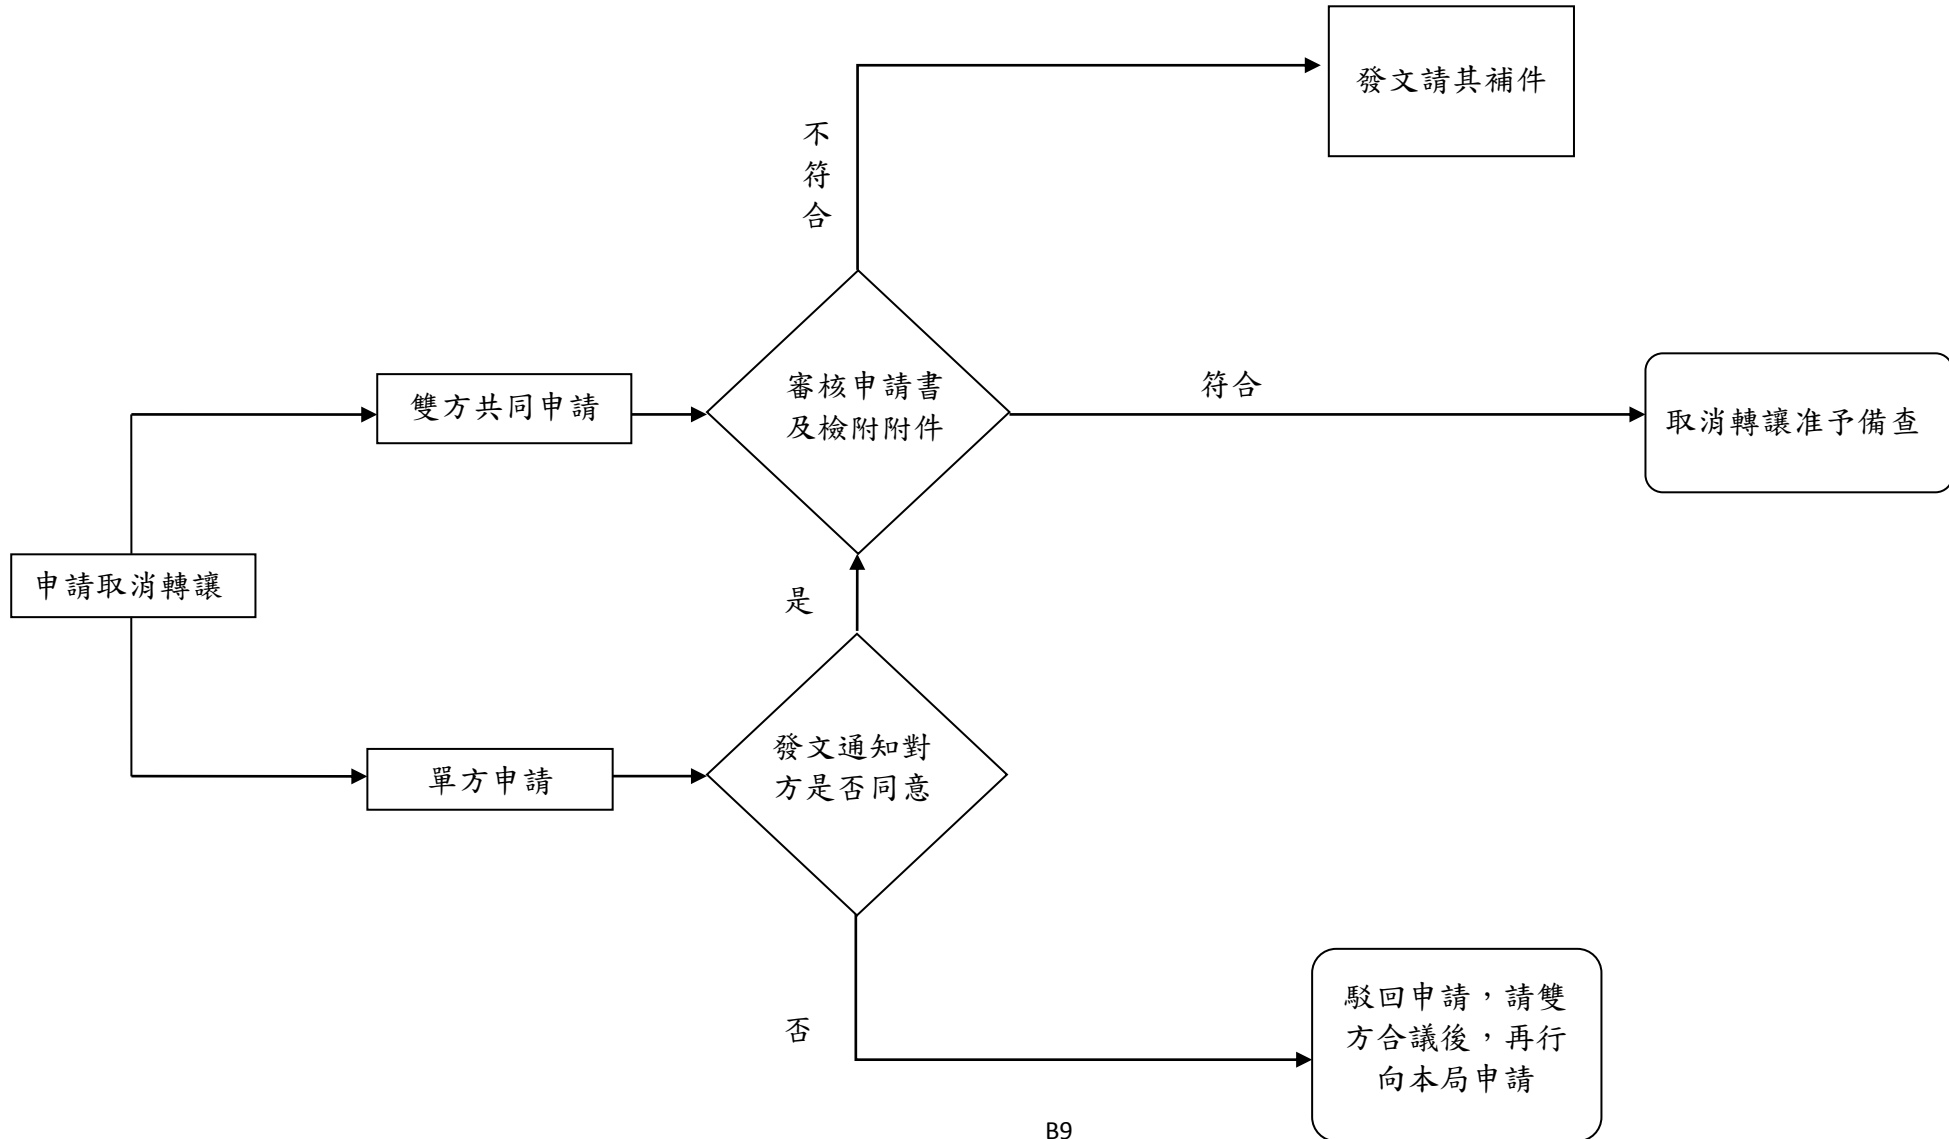 發文請其補件
不
符
合
雙方共同申請
審核申請書
及檢附附件
符合
取消轉讓准予備查
申請取消轉讓
是
單方申請
發文通知對
方是否同意
否
駁回申請，請雙
方合議後，再行
向本局申請
B9